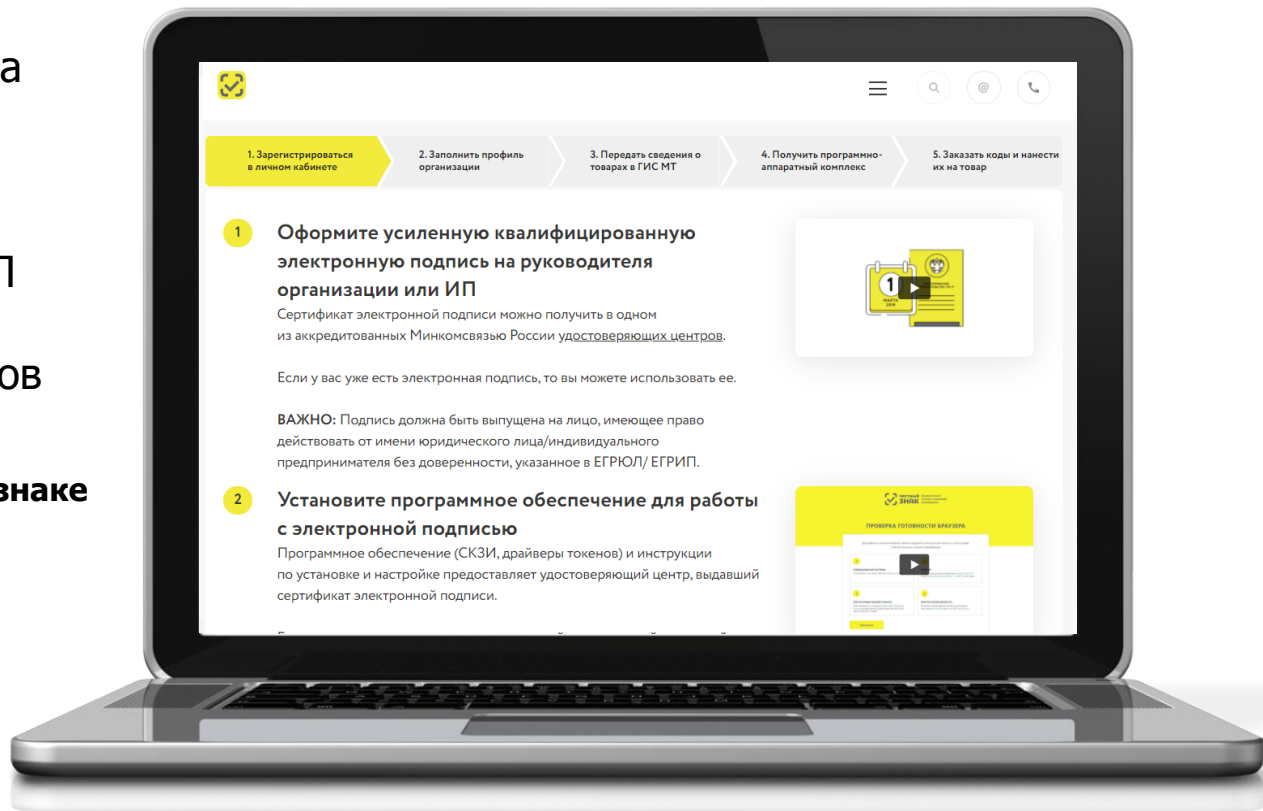 а
П
ов
знаке
1. Зарегистрироваться
в личном кабинете
2. Заполнить профиль
организации
3. Передать сведения о
товарах в ГИС МТ
4. Получить программно-
аппаратный комплекс
5. Заказать коды и нанести
их на товар
1
Оформите усиленную квалифицированную
электронную подпись на руководителя
организации или ИП
Сертификат электронной подписи можно получить в одном
из аккредитованных Минкомсвязью России удостоверяющих центров.
Если у вас уже есть электронная подпись, то вы можете использовать ее.
ВАЖНО: Подпись должна быть выпущена на лицо, имеющее право
действовать от имени юридического лица/индивидуального
предпринимателя без доверенности, указанное в ЕГРЮЛ/ ЕГРИП.
1
МАРТА
2019
2
Установите программное обеспечение для работы
с электронной подписью
Программное обеспечение (СКЗИ, драйверы токенов) и инструкции
по установке и настройке предоставляет удостоверяющий центр, выдавший
сертификат электронной подписи.
ЧЕСТНЫЙ
ЗНАК
ПРОВЕРКА ГОТОВНОСТИ БРАУЗЕРА